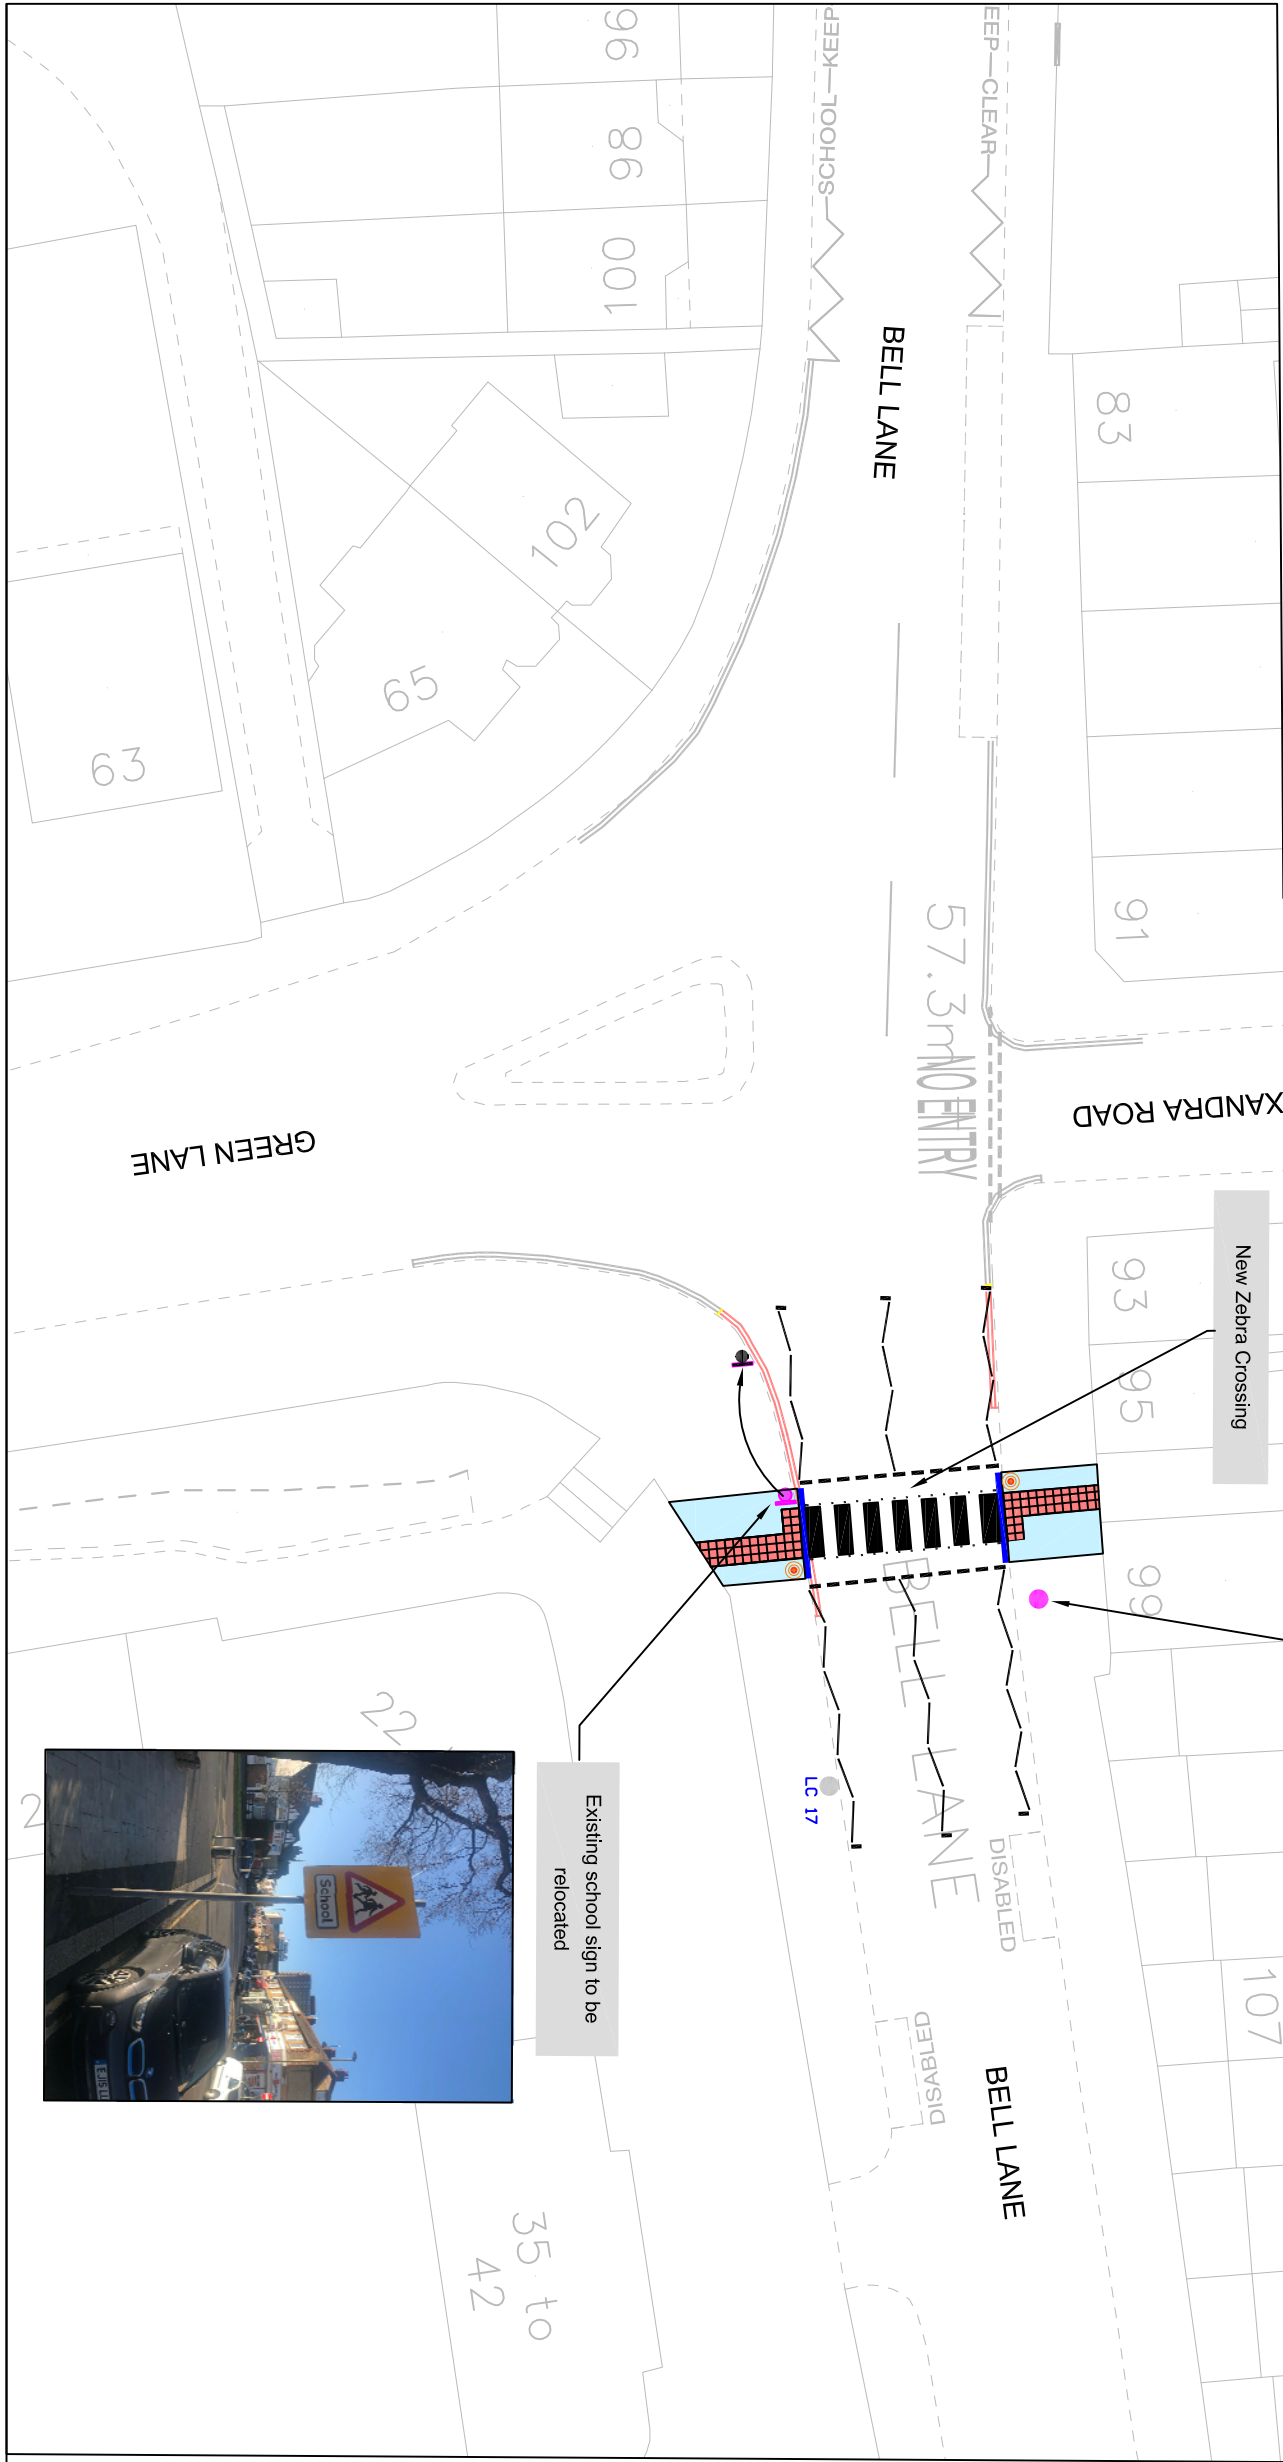 96
98
100
SCHOOL KEEP
EEP CLEAR
BELL LANE
83
102
65
63
91
57.3m
NO ENTRY
XANDRA ROAD
GREEN LANE
New Zebra Crossing
93
95
99
BELL LANE
22
2
LC 17
DISABLED
DISABLED
107
Existing school sign to be
relocated
School
BELL LANE
35 to
42